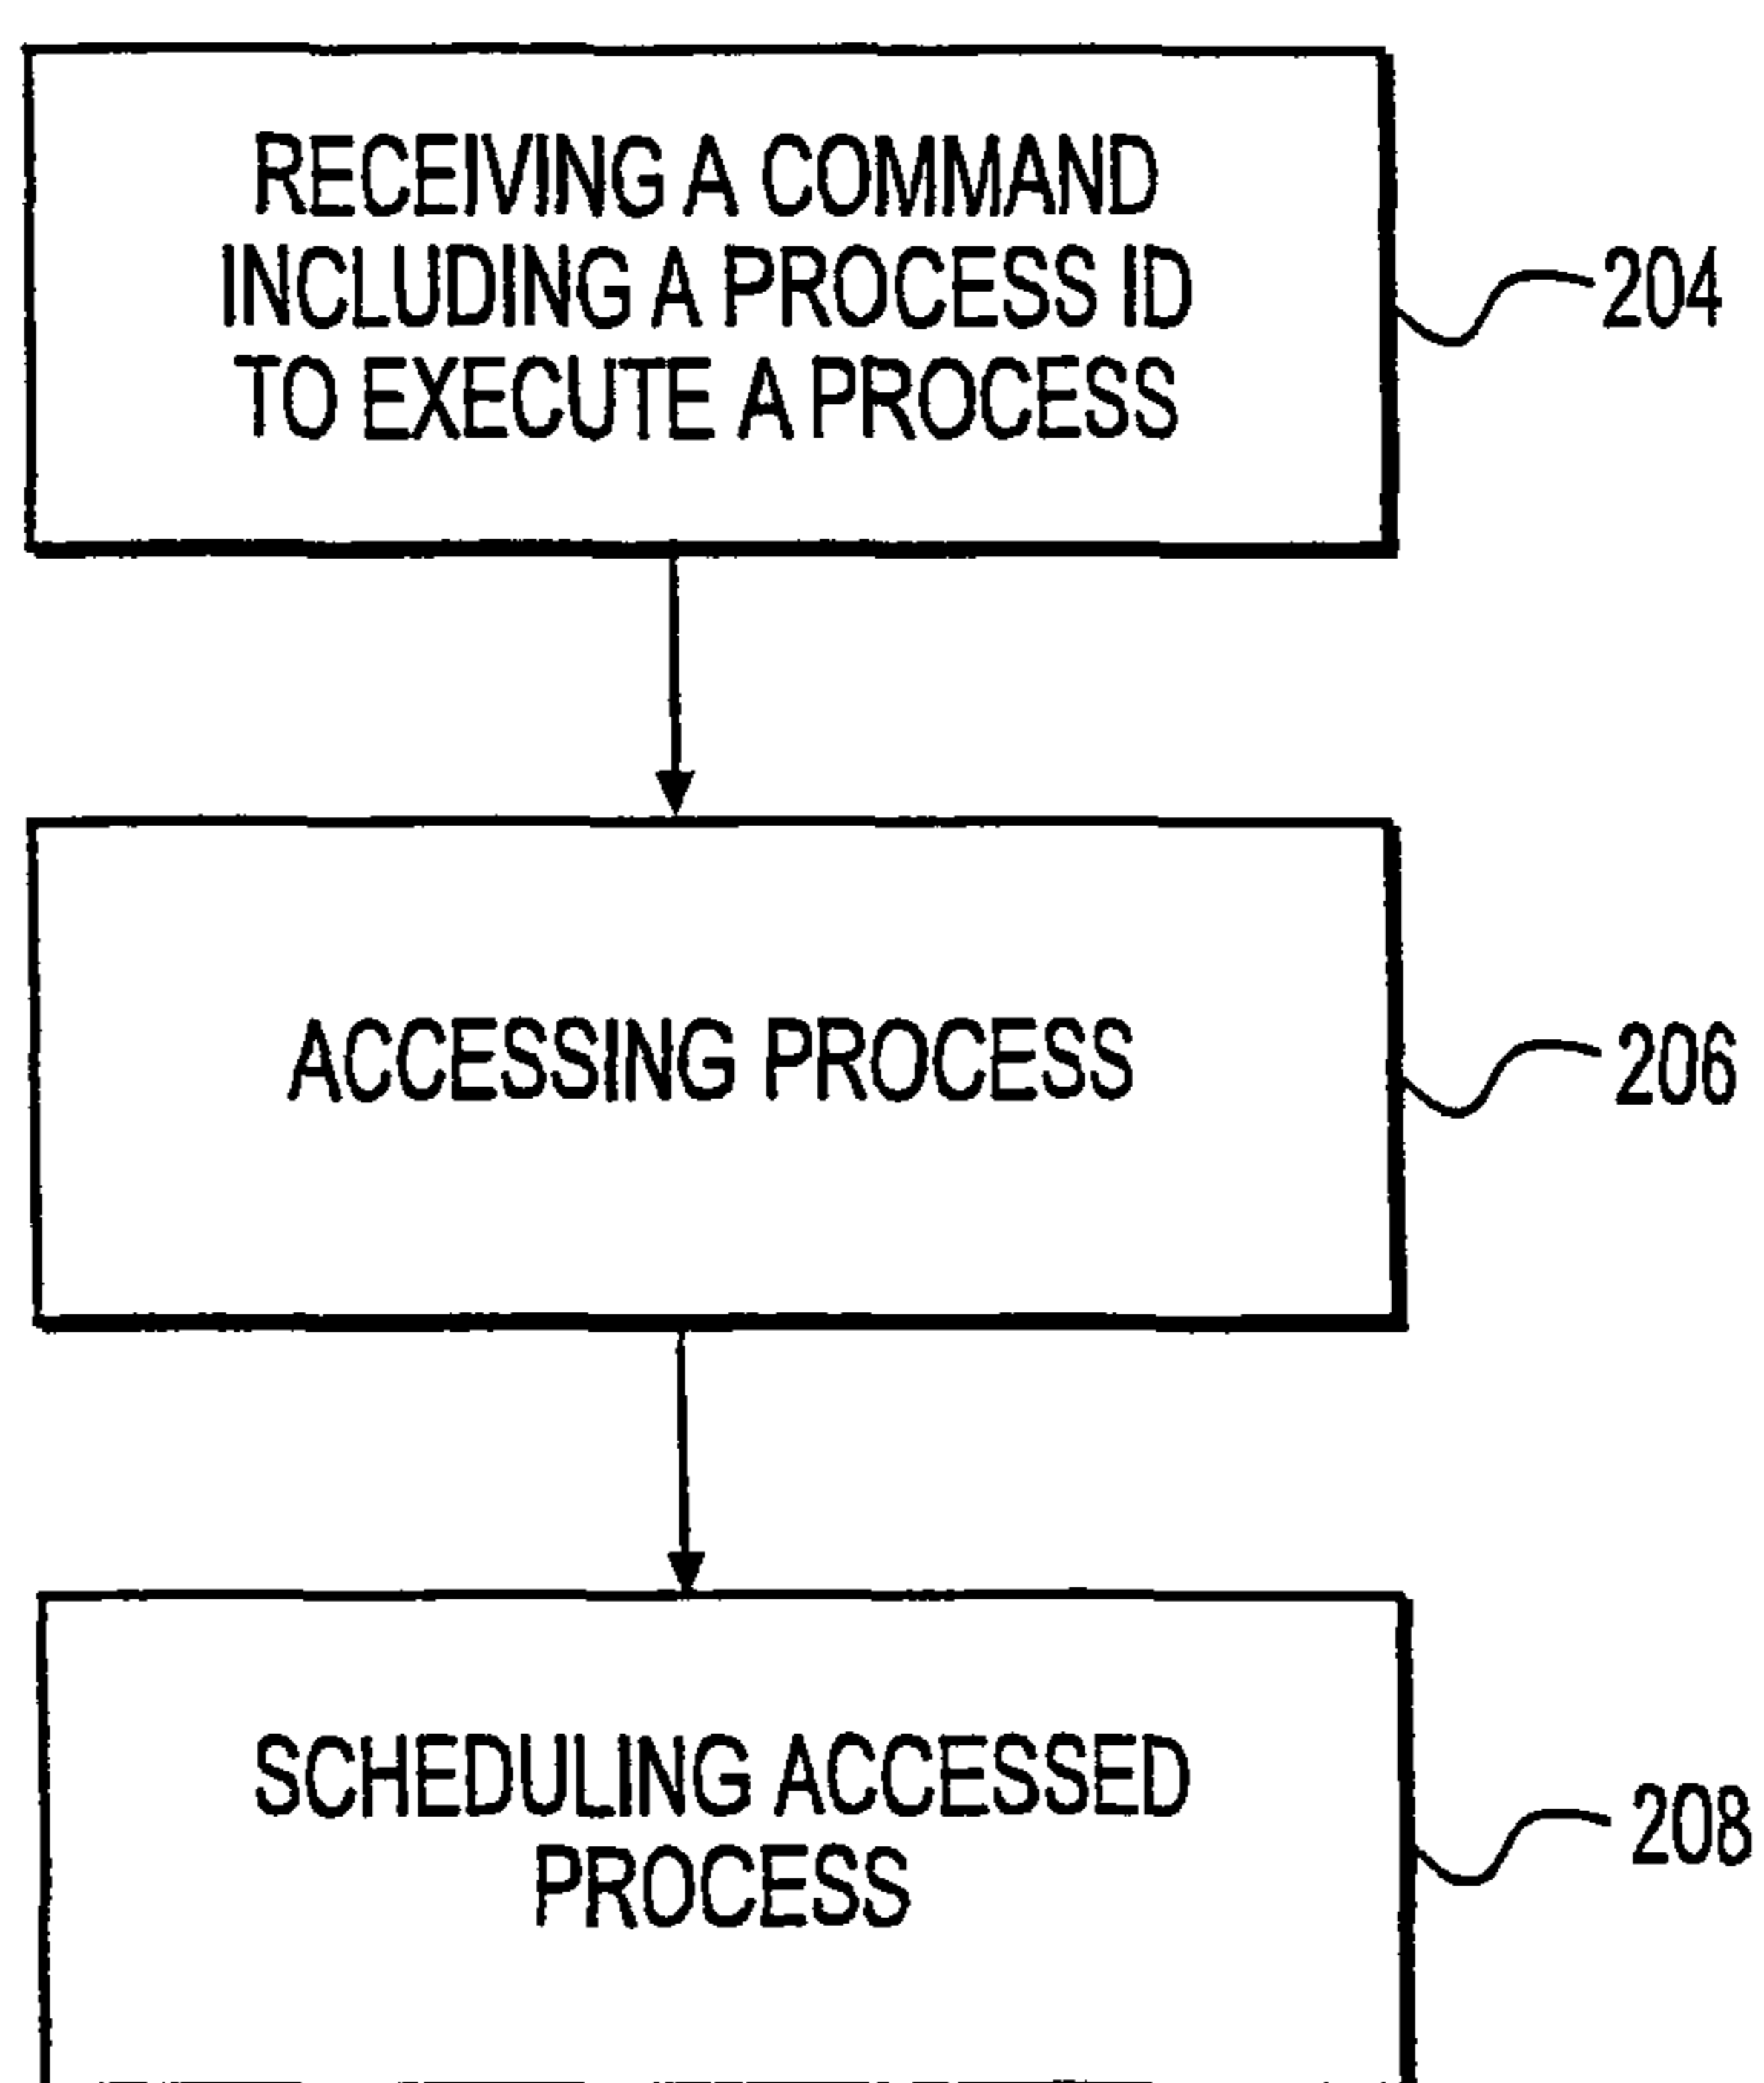 RECEIVING A COMMAND
INCLUDING A PROCESS ID
TO EXECUTE A PROCESS
204
ACCESSING PROCESS
206
SCHEDULING ACCESSED
PROCESS
208